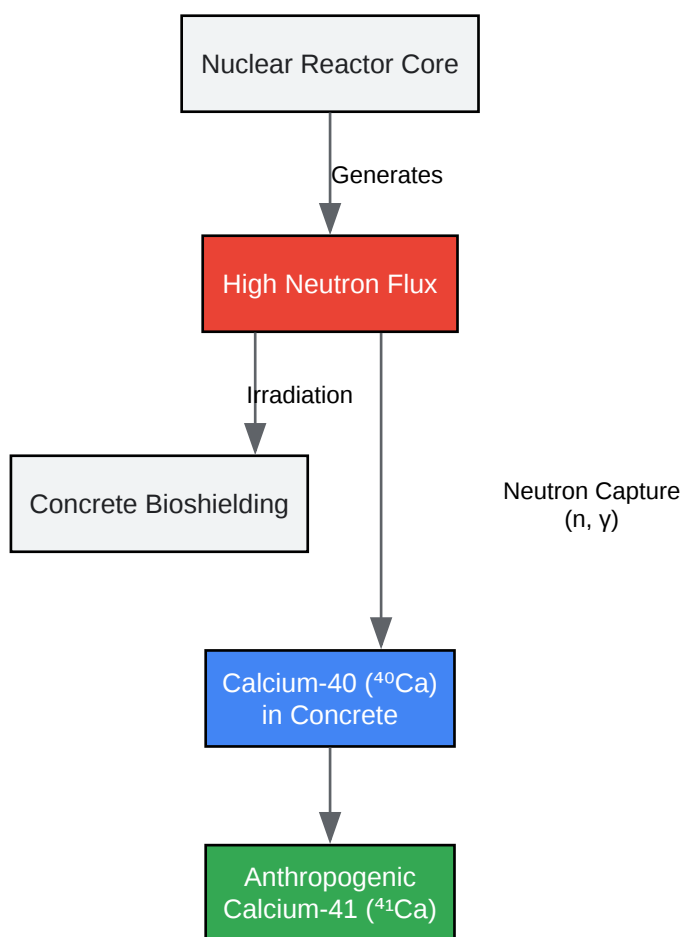 Nuclear Reactor Core
Generates
High Neutron Flux
Irradiation
Concrete Bioshielding
Neutron Capture
(n, γ)
Calcium-40 (⁴⁰Ca)
in Concrete
Anthropogenic
Calcium-41 (⁴¹Ca)